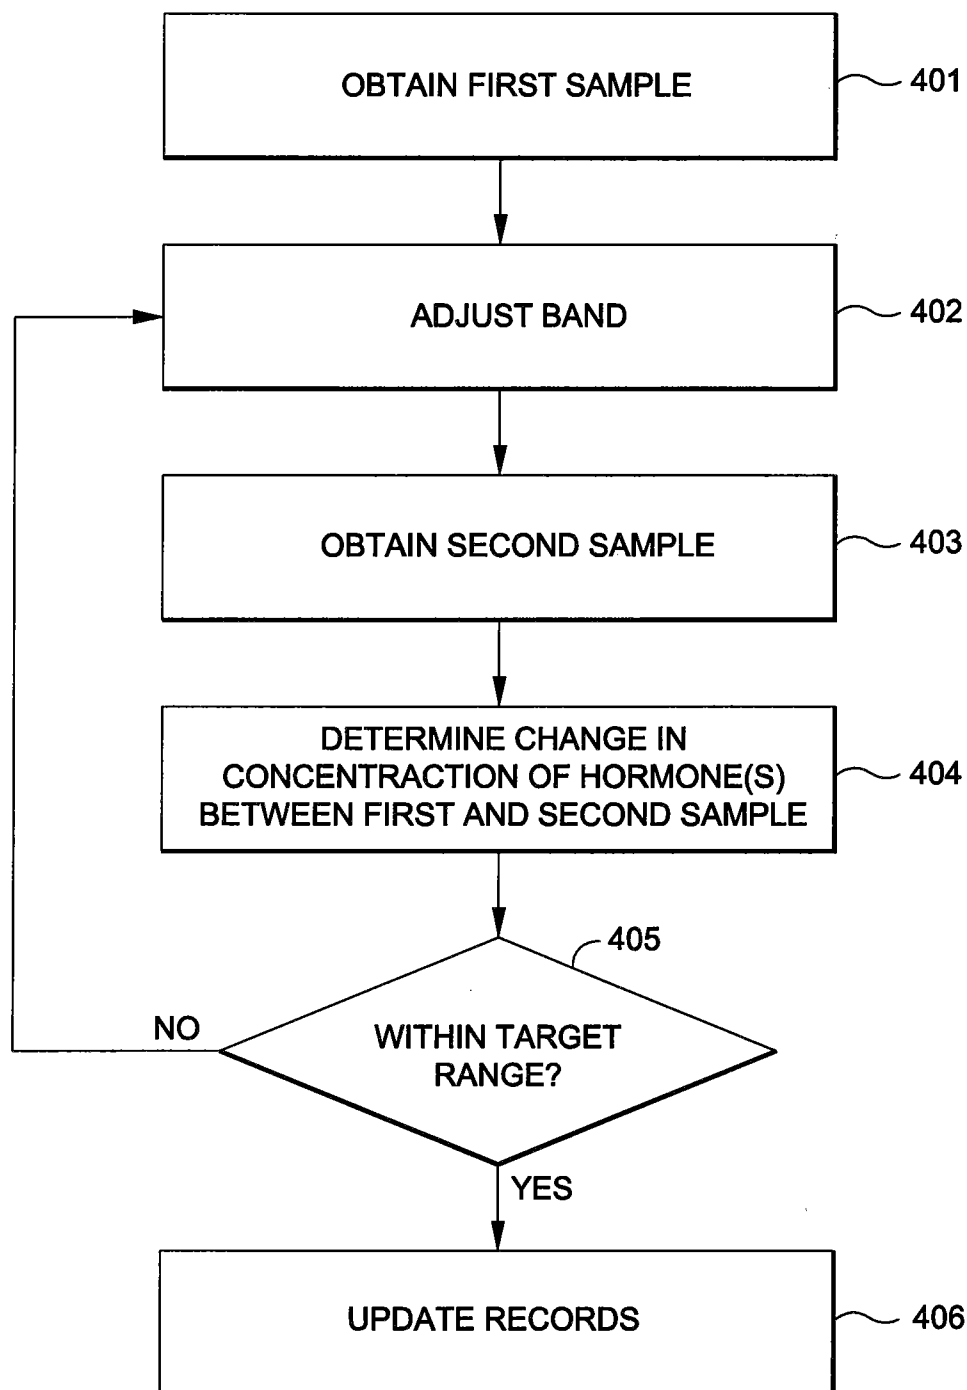 OBTAIN FIRST SAMPLE
401
ADJUST BAND
402
OBTAIN SECOND SAMPLE
403
DETERMINE CHANGE IN
CONCENTRACTION OF HORMONE(S)
BETWEEN FIRST AND SECOND SAMPLE
404
405
WITHIN TARGET
RANGE?
NO
YES
UPDATE RECORDS
406